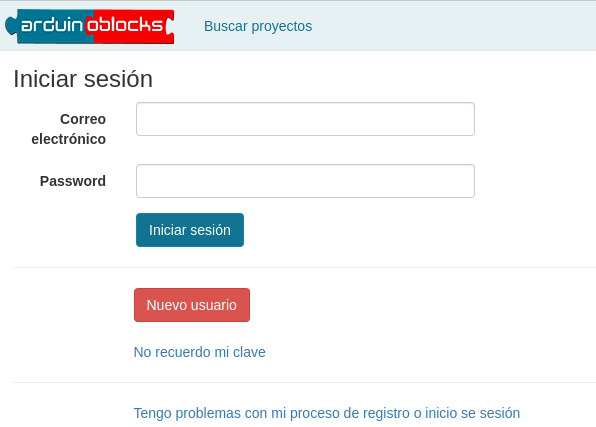 arduinoblocks
Buscar proyectos
Iniciar sesión
Correo
electrónico
Password
Iniciar sesión
Nuevo usuario
No recuerdo mi clave
Tengo problemas con mi proceso de registro o inicio se sesión